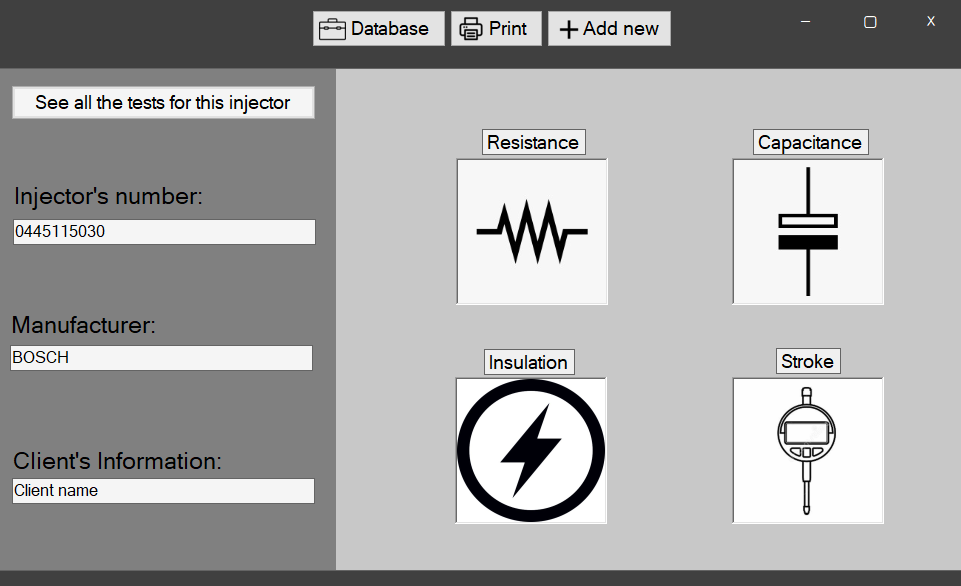 Database
Print
Add new
See all the tests for this injector
Injector's number:
0445115030
Manufacturer:
BOSCH
Client's Information:
Client name
Resistance
Capacitance
Insulation
Stroke